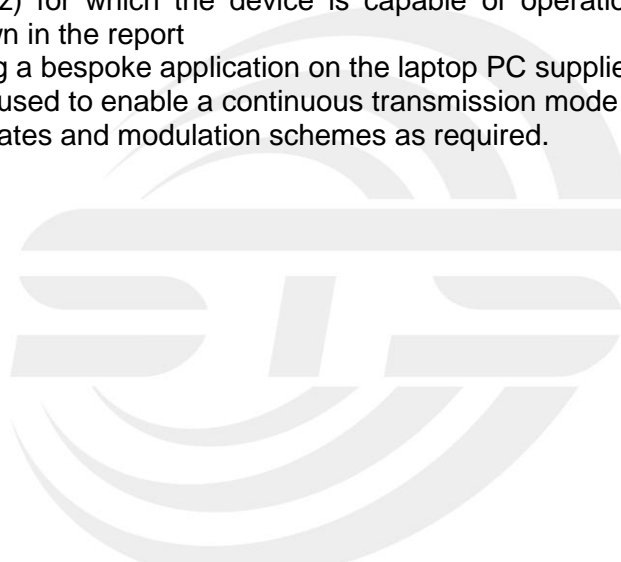 z) for which the device is capable of operatio
wn in the report
g a bespoke application on the laptop PC supplie
used to enable a continuous transmission mode
ates and modulation schemes as required.
STS